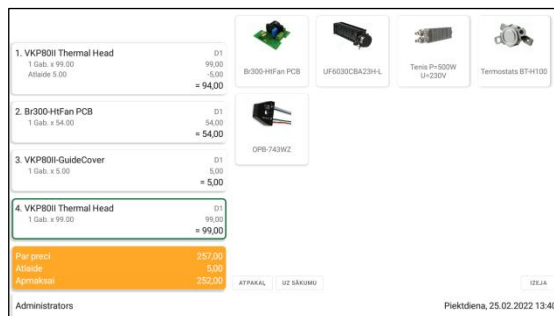 1. VKP80II Thermal Head D1
1 Gab. x 99.00 99,00
Atlaide 5.00 -5,00
= 94,00
2. Br300-HtFan PCB D1
1 Gab. x 54.00 54,00
= 54,00
3. VKP80II-GuideCover D1
1 Gab. x 5.00 5,00
= 5,00
4. VKP80II Thermal Head D1
1 Gab. x 99.00 99,00
= 99,00
Par preci 257,00
Atlaide 5,00
Apmaksai 252,00
Br300-HtFan PCB
UF6030CBA23H-L
Tenis P=500W
U=230V
Termostats BT-H100
OPB-743WZ
ATPAKAĻ UZ SĀKUMU IZEJA
Administrators Piektdiena, 25.02.2022 13:40